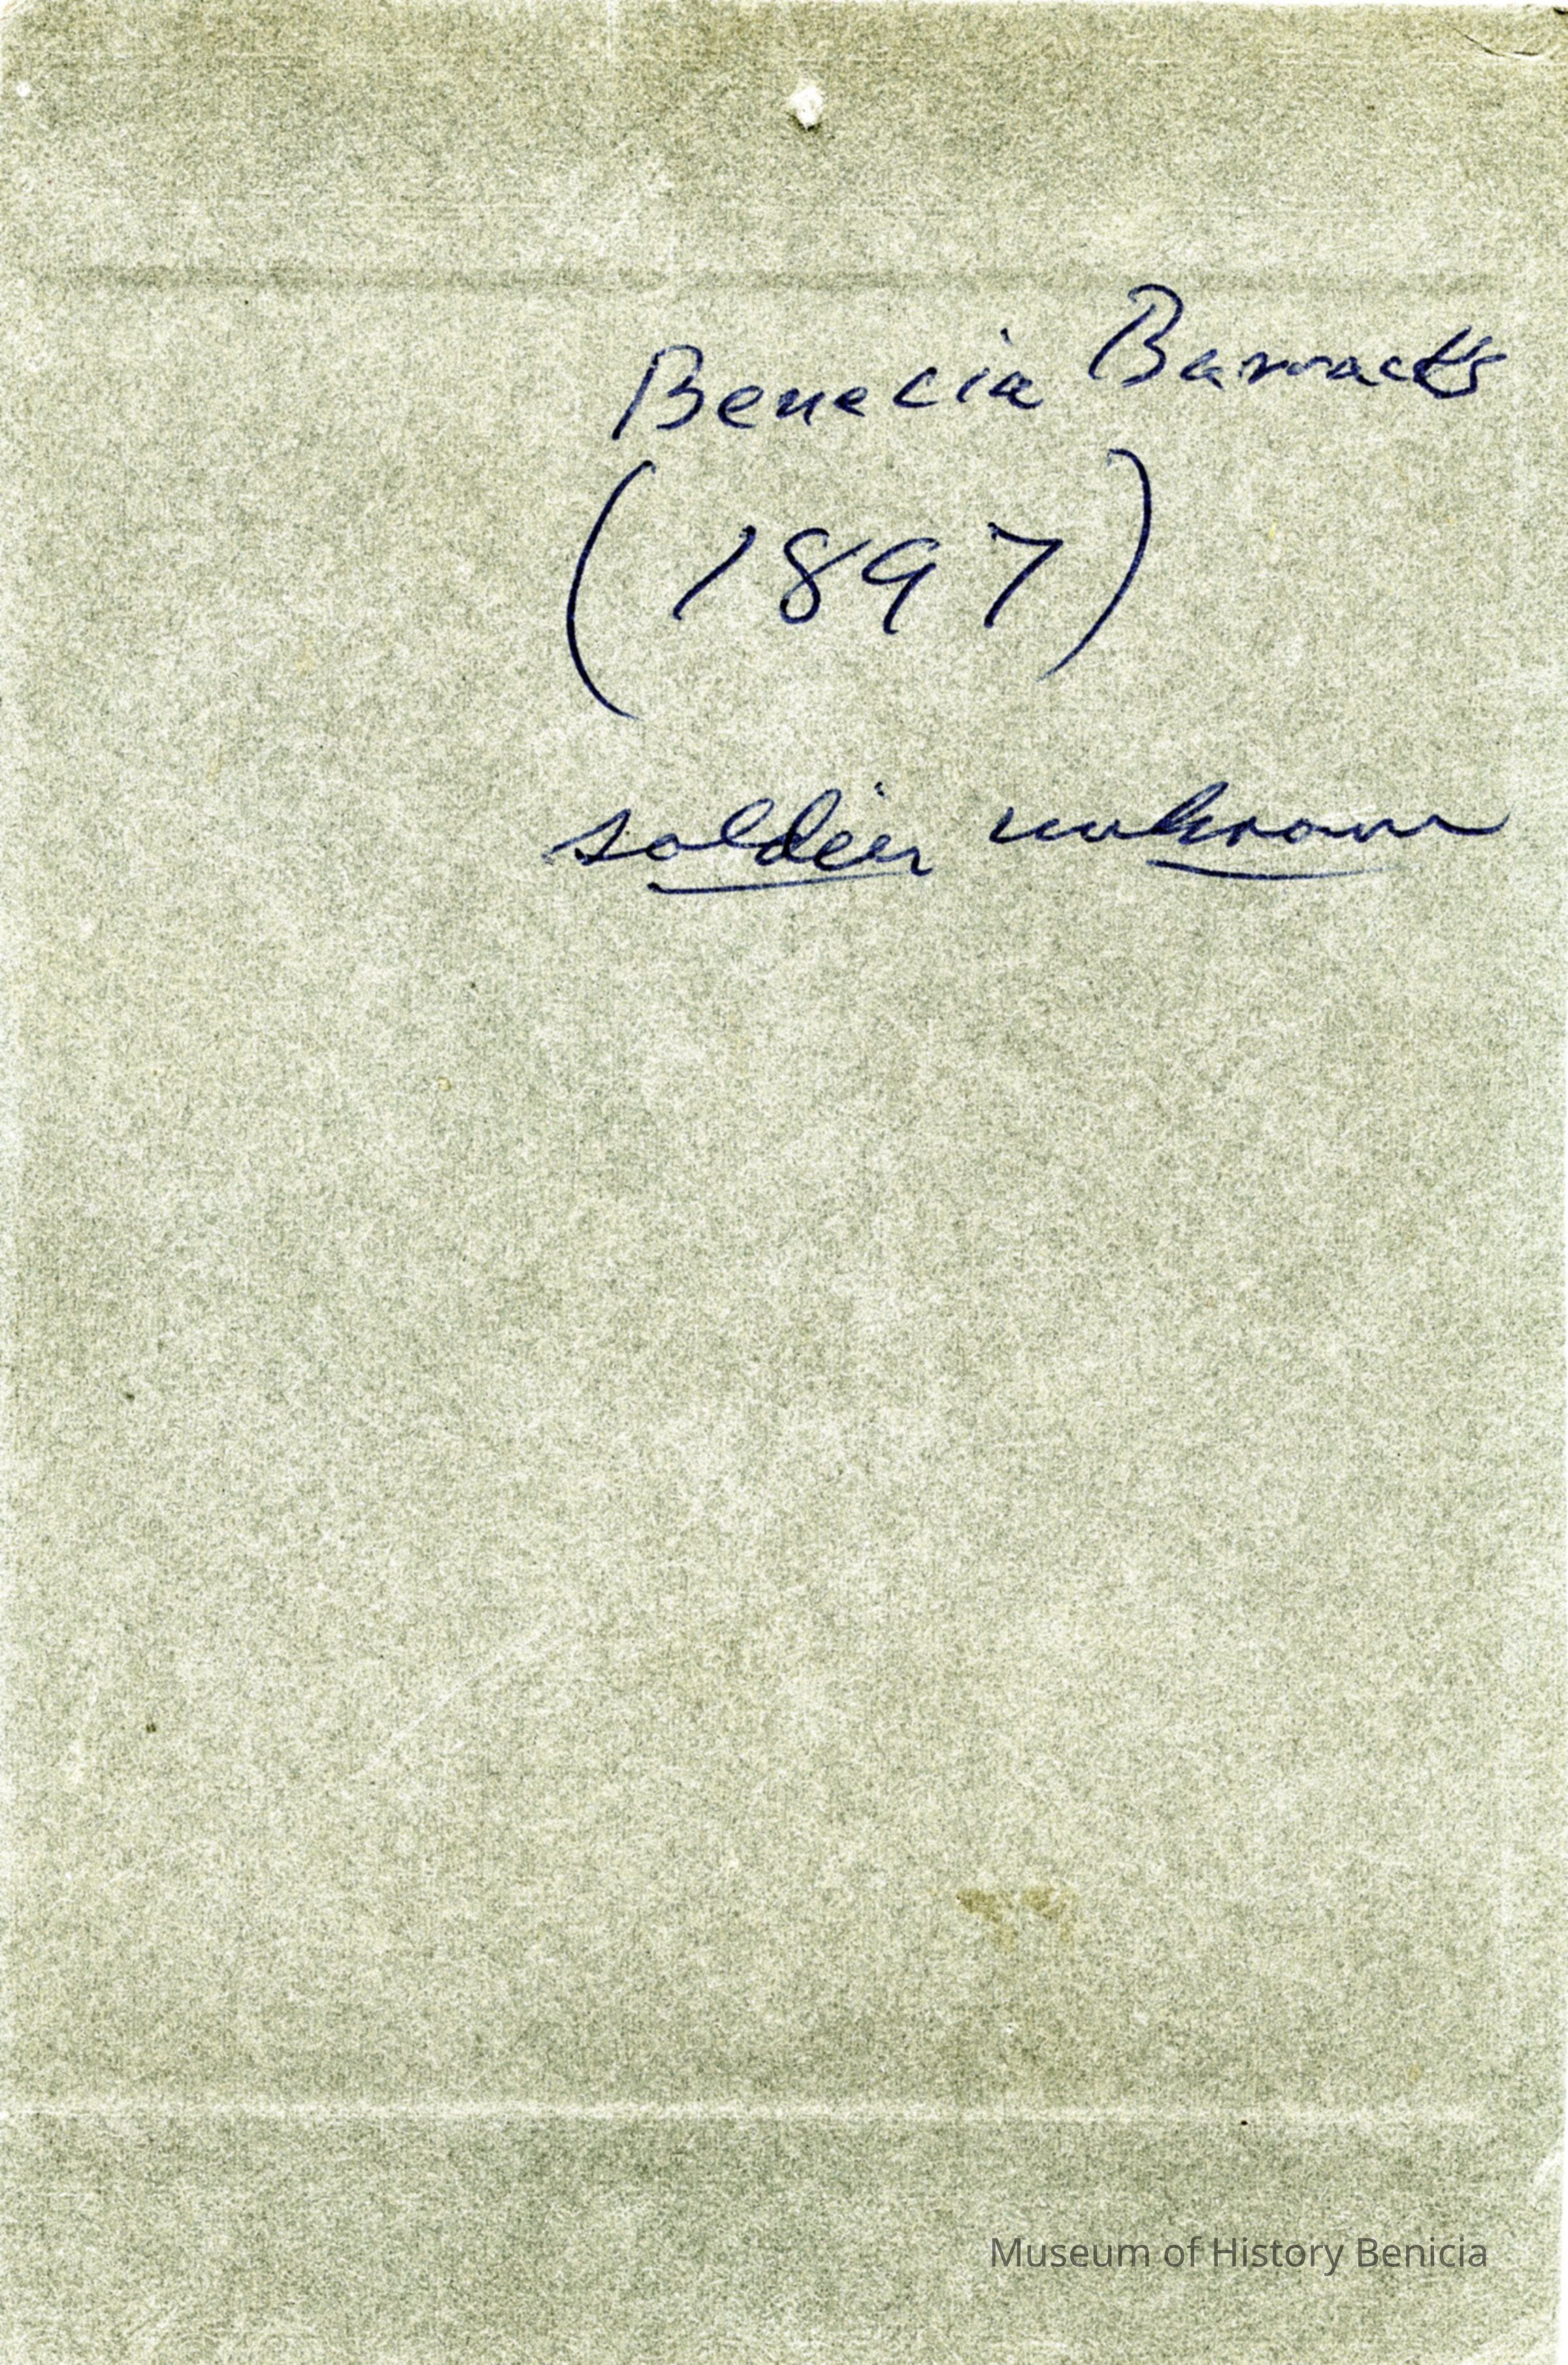 Benecia Barracks
(1897)
soldier unknown
Museum of History Benicia